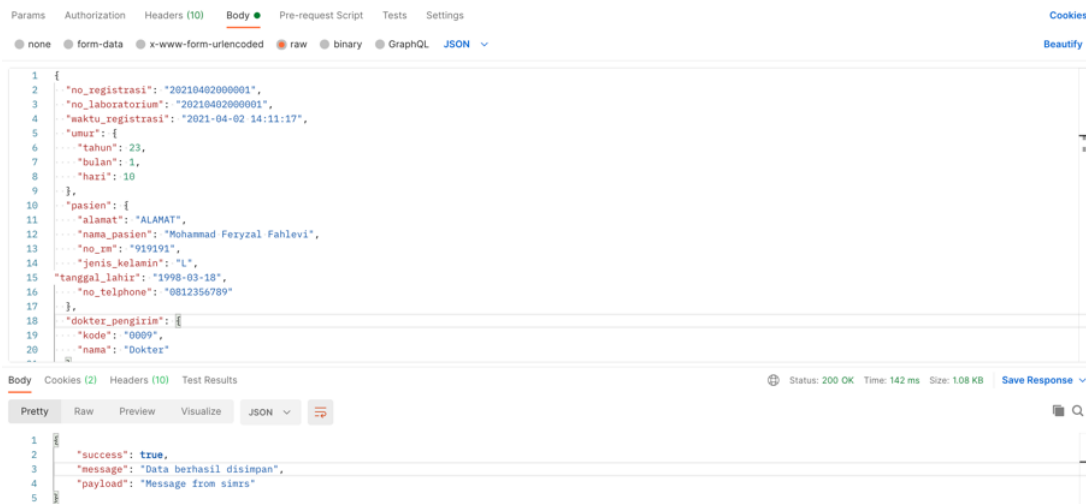 Params Authorization Headers (10) Body Pre-request Script Tests Settings Cookies
none form-data x-www-form-urlencoded raw binary GraphQL JSON Beautify
1 {
2 "no_registrasi": "20210402000001",
3 "no_laboratorium": "20210402000001",
4 "waktu_registrasi": "2021-04-02 14:11:17",
5 "umur": {
6 "tahun": 23,
7 "bulan": 1,
8 "hari": 10
9 },
10 "pasien": {
11 "alamat": "ALAMAT",
12 "nama_pasien": "Mohammad Feryzal Fahlevi",
13 "no_rm": "919191",
14 "jenis_kelamin": "L",
15 "tanggal_lahir": "1998-03-18",
16 "no_telphone": "0812356789"
17 },
18 "dokter_pengirim": {
19 "kode": "0009",
20 "nama": "Dokter"
Body Cookies (2) Headers (10) Test Results Status: 200 OK Time: 142 ms Size: 1.08 KB Save Response
Pretty Raw Preview Visualize JSON
1 {
2 "success": true,
3 "message": "Data berhasil disimpan",
4 "payload": "Message from simrs"
5 }